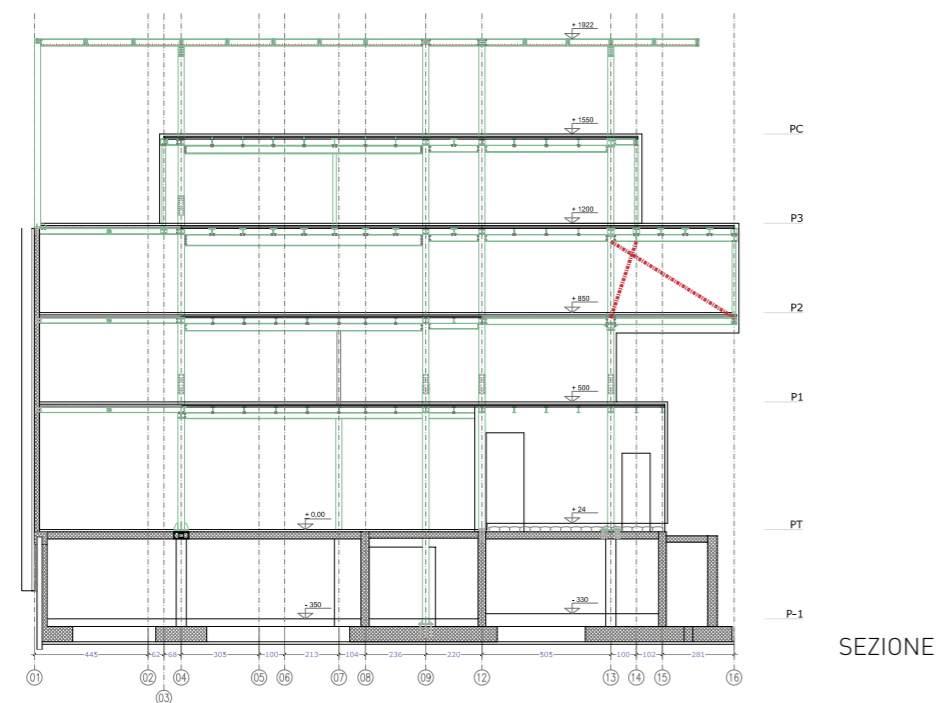 + 1922
+ 1550
PC
+ 1200
P3
+ 850
P2
+ 500
P1
+ 0,00
+ 24
PT
- 350
- 330
P-1
SEZIONE
445 62 68 305 100 213 104 236 220 505 100 102 281
01 02 03 04 05 06 07 08 09 12 13 14 15 16